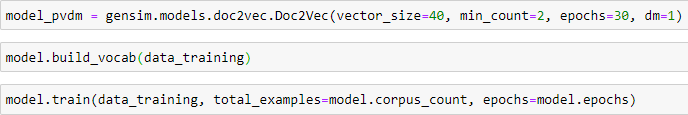 model_pvdm = gensim.models.doc2vec.Doc2Vec(vector_size=40, min_count=2, epochs=30, dm=1)
model.build_vocab(data_training)
model.train(data_training, total_examples=model.corpus_count, epochs=model.epochs)